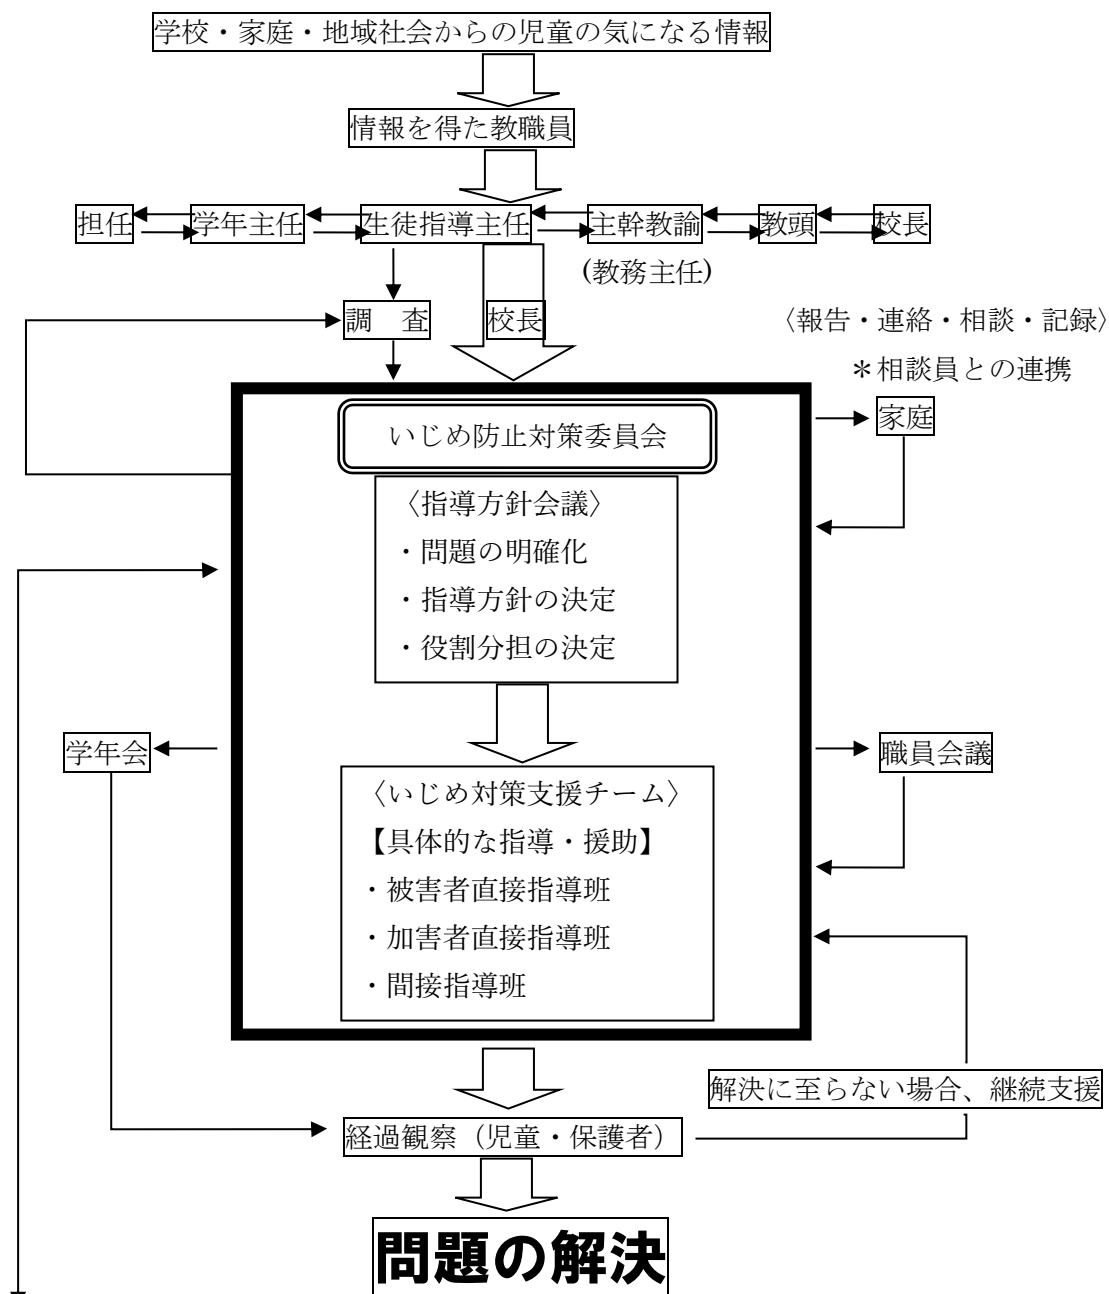 学校・家庭・地域社会からの児童の気になる情報
情報を得た教職員
担任 学年主任 生徒指導主任 主幹教諭 教頭 校長
(教務主任)
調　査 校長
〈報告・連絡・相談・記録〉
＊相談員との連携
家庭
いじめ防止対策委員会
〈指導方針会議〉
・問題の明確化
・指導方針の決定
・役割分担の決定
学年会 職員会議
〈いじめ対策支援チーム〉
【具体的な指導・援助】
・被害者直接指導班
・加害者直接指導班
・間接指導班
解決に至らない場合、継続支援
経過観察（児童・保護者）
問題の解決